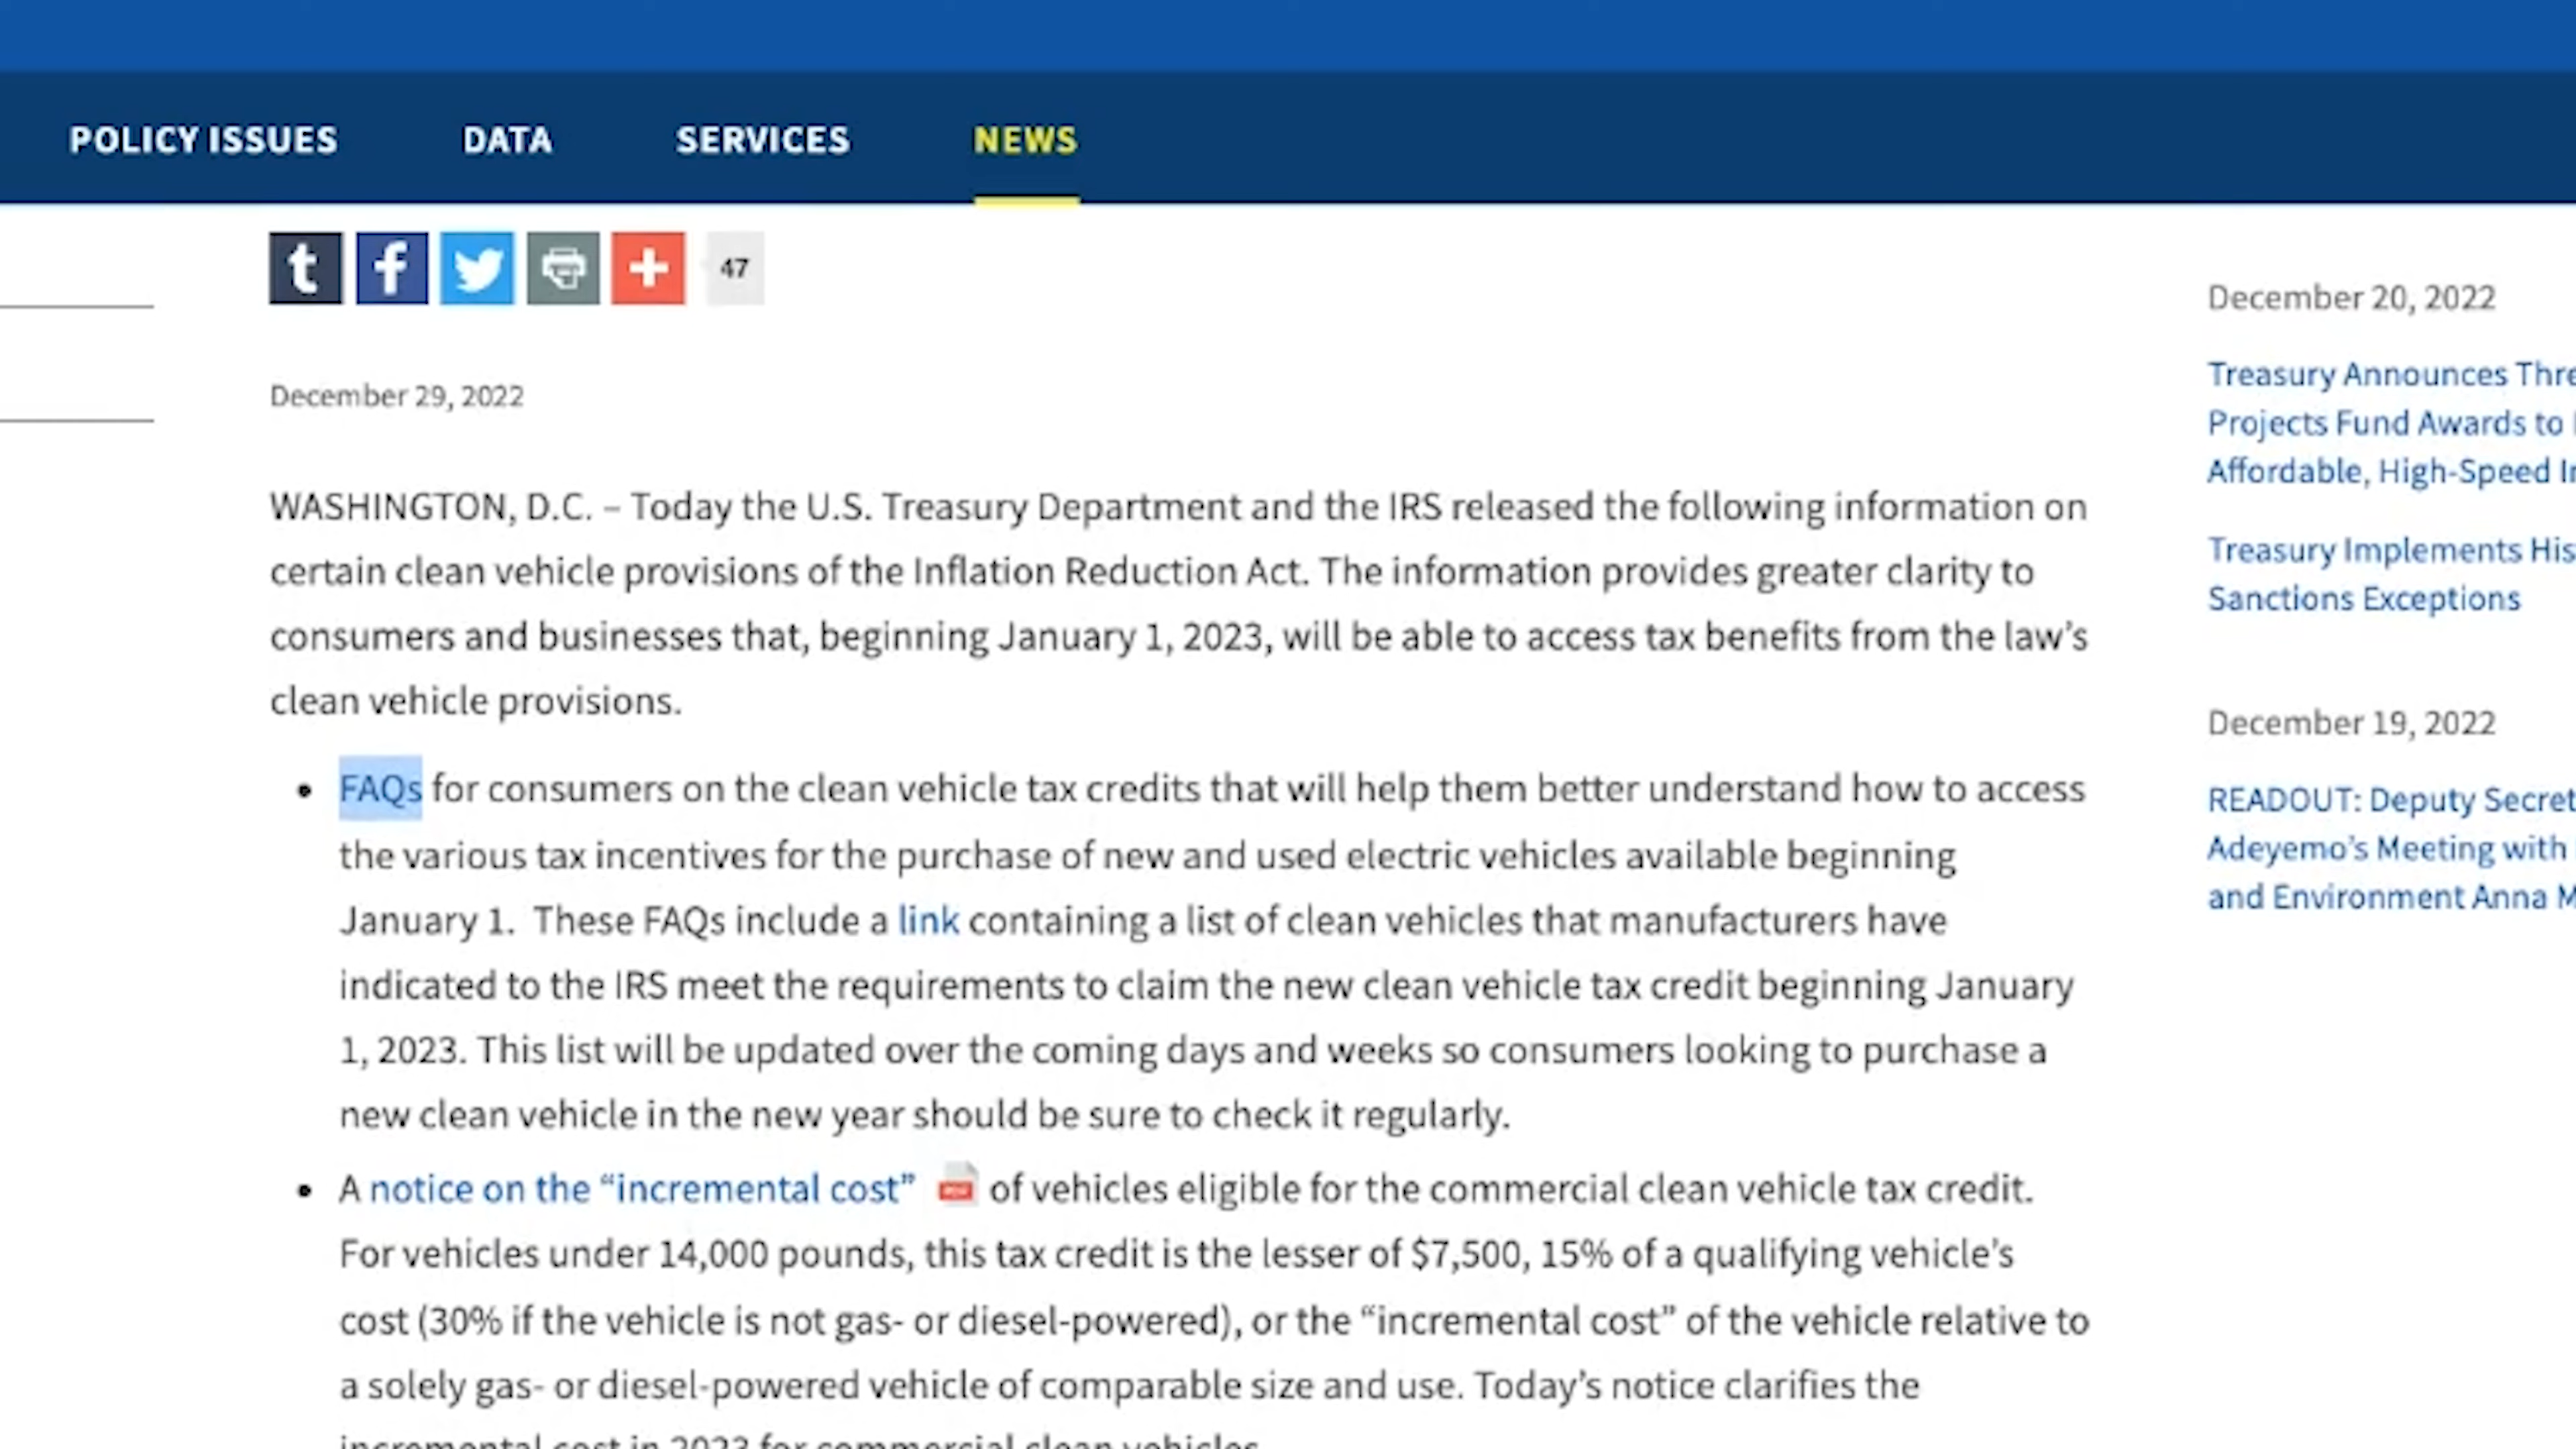 POLICY ISSUES DATA SERVICES NEWS
t f 47
December 29, 2022
WASHINGTON, D.C. – Today the U.S. Treasury Department and the IRS released the following information on
certain clean vehicle provisions of the Inflation Reduction Act. The information provides greater clarity to
consumers and businesses that, beginning January 1, 2023, will be able to access tax benefits from the law’s
clean vehicle provisions.
• FAQs for consumers on the clean vehicle tax credits that will help them better understand how to access
the various tax incentives for the purchase of new and used electric vehicles available beginning
January 1. These FAQs include a link containing a list of clean vehicles that manufacturers have
indicated to the IRS meet the requirements to claim the new clean vehicle tax credit beginning January
1, 2023. This list will be updated over the coming days and weeks so consumers looking to purchase a
new clean vehicle in the new year should be sure to check it regularly.
• A notice on the “incremental cost” of vehicles eligible for the commercial clean vehicle tax credit.
For vehicles under 14,000 pounds, this tax credit is the lesser of $7,500, 15% of a qualifying vehicle’s
cost (30% if the vehicle is not gas- or diesel-powered), or the “incremental cost” of the vehicle relative to
a solely gas- or diesel-powered vehicle of comparable size and use. Today’s notice clarifies the
incremental cost in 2023 for commercial clean vehicles.
December 20, 2022
Treasury Announces Thre
Projects Fund Awards to
Affordable, High-Speed In
Treasury Implements His
Sanctions Exceptions
December 19, 2022
READOUT: Deputy Secret
Adeyemo’s Meeting with
and Environment Anna M